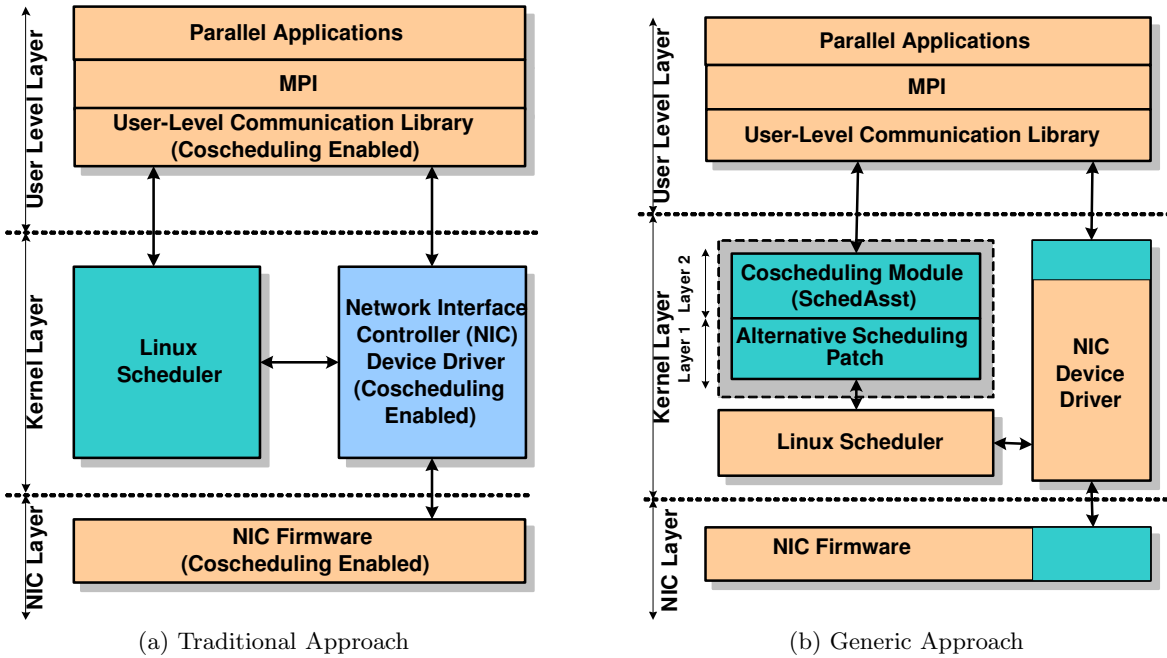 User Level Layer
Parallel Applications
MPI
User-Level Communication Library
(Coscheduling Enabled)
Kernel Layer
Linux
Scheduler
Network Interface
Controller (NIC)
Device Driver
(Coscheduling
Enabled)
NIC Layer
NIC Firmware
(Coscheduling Enabled)
(a) Traditional Approach
User Level Layer
Parallel Applications
MPI
User-Level Communication Library
Kernel Layer
Layer 2
Coscheduling Module
(SchedAsst)
Layer 1
Alternative Scheduling
Patch
Linux Scheduler
NIC
Device
Driver
NIC Layer
NIC Firmware
(b) Generic Approach